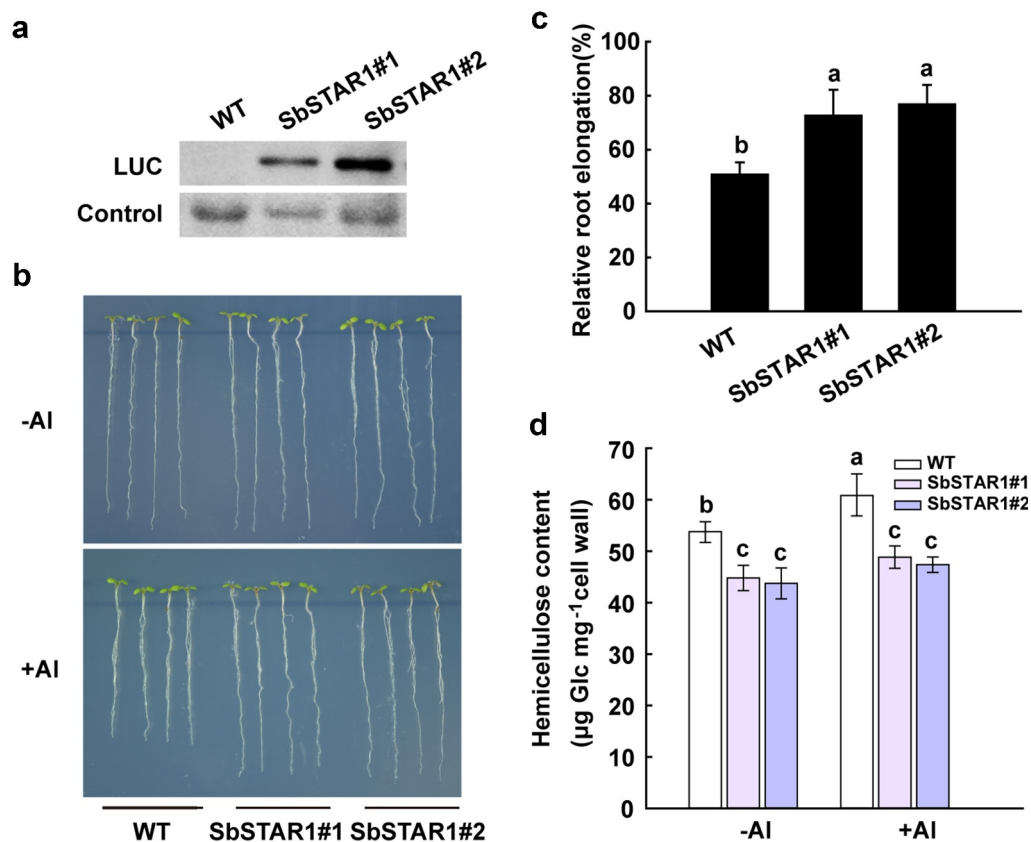 a
WT
SbSTAR1#1
SbSTAR1#2
LUC
Control
b
-Al
+Al
WT
SbSTAR1#1
SbSTAR1#2
c
Relative root elongation(%)
100
80
60
40
20
0
b
a
a
WT
SbSTAR1#1
SbSTAR1#2
d
Hemicellulose content
(µg Glc mg⁻¹cell wall)
70
60
50
40
30
20
10
0
b
c
c
a
c
c
WT
SbSTAR1#1
SbSTAR1#2
-Al
+Al